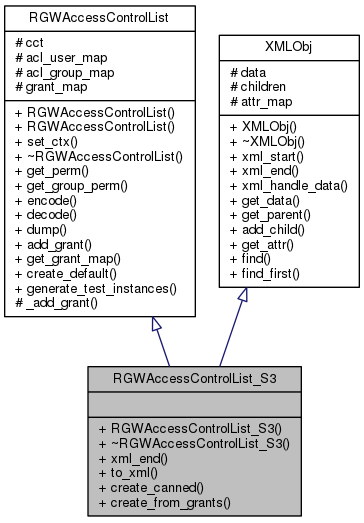 RGWAccessControlList
# cct
# acl_user_map
# acl_group_map
# grant_map
+ RGWAccessControlList()
+ RGWAccessControlList()
+ set_ctx()
+ ~RGWAccessControlList()
+ get_perm()
+ get_group_perm()
+ encode()
+ decode()
+ dump()
+ add_grant()
+ get_grant_map()
+ create_default()
+ generate_test_instances()
# _add_grant()
XMLObj
# data
# children
# attr_map
+ XMLObj()
+ ~XMLObj()
+ xml_start()
+ xml_end()
+ xml_handle_data()
+ get_data()
+ get_parent()
+ add_child()
+ get_attr()
+ find()
+ find_first()
RGWAccessControlList_S3
+ RGWAccessControlList_S3()
+ ~RGWAccessControlList_S3()
+ xml_end()
+ to_xml()
+ create_canned()
+ create_from_grants()